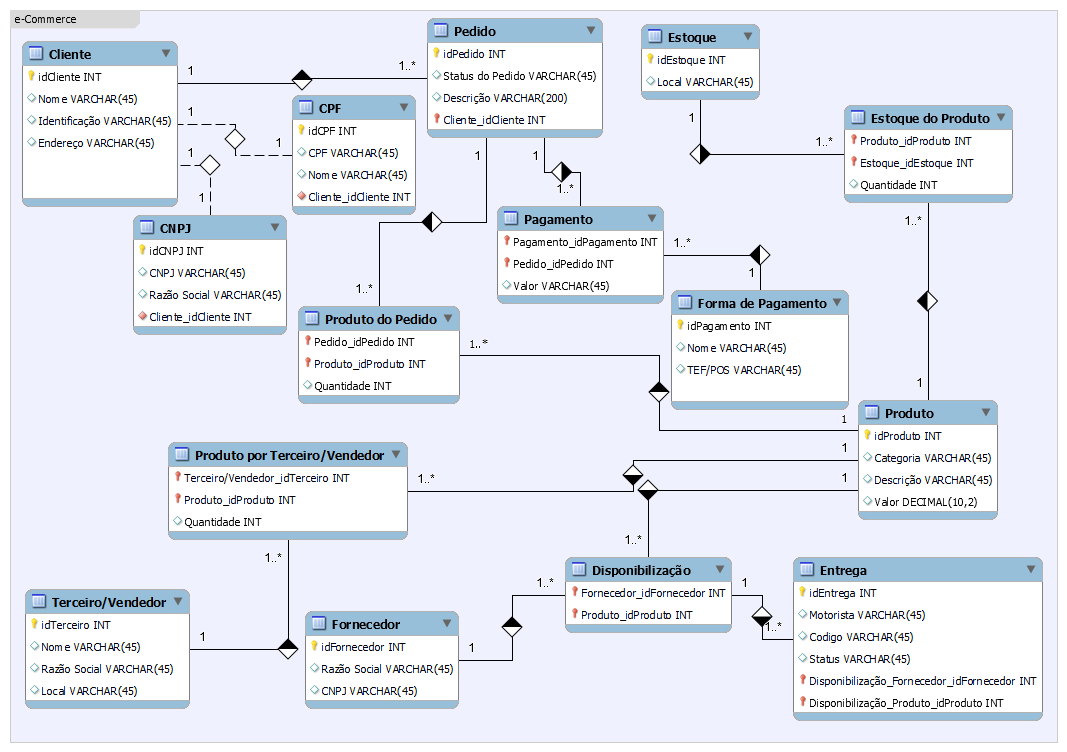 e-Commerce
Cliente
idCliente INT
Nome VARCHAR(45)
Identificação VARCHAR(45)
Endereço VARCHAR(45)
1
1..*
Pedido
idPedido INT
Status do Pedido VARCHAR(45)
Descrição VARCHAR(200)
Cliente_idCliente INT
Estoque
idEstoque INT
Local VARCHAR(45)
1
1..*
Estoque do Produto
Produto_idProduto INT
Estoque_idEstoque INT
Quantidade INT
1..*
1
1
1
CPF
idCPF INT
CPF VARCHAR(45)
Nome VARCHAR(45)
Cliente_idCliente INT
1
1
CNPJ
idCNPJ INT
CNPJ VARCHAR(45)
Razão Social VARCHAR(45)
Cliente_idCliente INT
1
1..*
1
1..*
Pagamento
Pagamento_idPagamento INT
Pedido_idPedido INT
Valor VARCHAR(45)
1..*
1
Forma de Pagamento
idPagamento INT
Nome VARCHAR(45)
TEF/POS VARCHAR(45)
Produto do Pedido
Pedido_idPedido INT
Produto_idProduto INT
Quantidade INT
1..*
1
Produto
idProduto INT
Categoria VARCHAR(45)
Descrição VARCHAR(45)
Valor DECIMAL(10,2)
1
1
Produto por Terceiro/Vendedor
Terceiro/Vendedor_idTerceiro INT
Produto_idProduto INT
Quantidade INT
1..*
1..*
1..*
Terceiro/Vendedor
idTerceiro INT
Nome VARCHAR(45)
Razão Social VARCHAR(45)
Local VARCHAR(45)
1
Fornecedor
idFornecedor INT
Razão Social VARCHAR(45)
CNPJ VARCHAR(45)
1
1..*
Disponibilização
Fornecedor_idFornecedor INT
Produto_idProduto INT
1
1..*
Entrega
idEntrega INT
Motorista VARCHAR(45)
Codigo VARCHAR(45)
Status VARCHAR(45)
Disponibilização_Fornecedor_idFornecedor INT
Disponibilização_Produto_idProduto INT